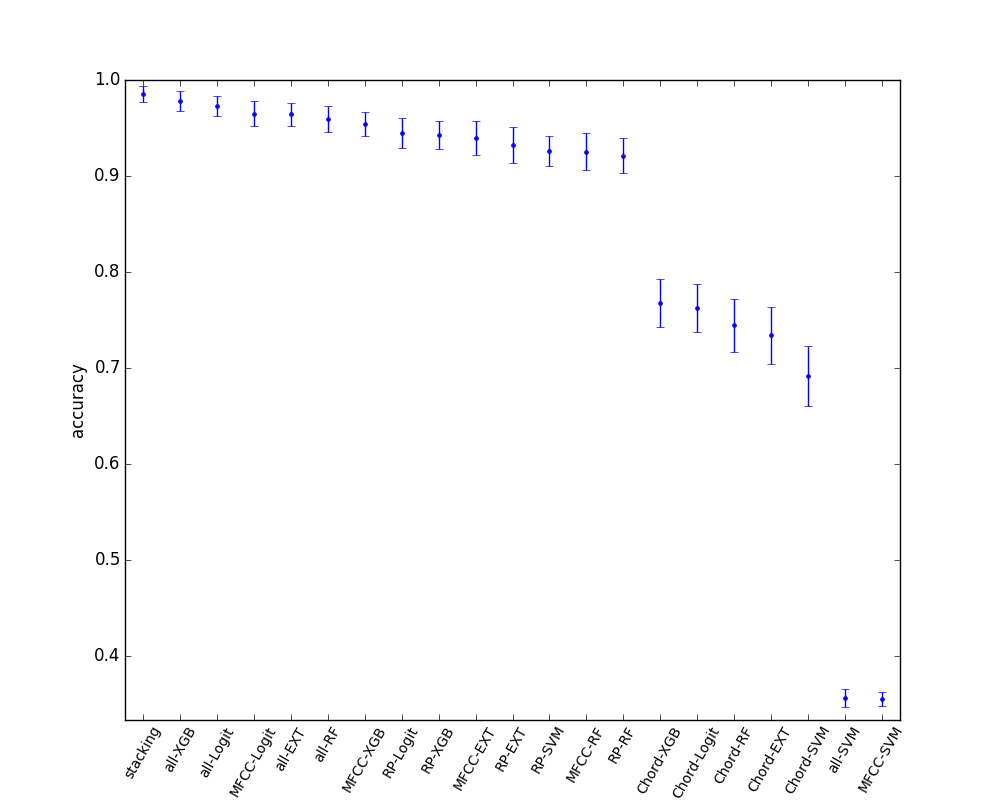 1.0
0.9
0.8
0.7
0.6
0.5
0.4
accuracy
stacking
all-XGB
all-Logit
MFCC-Logit
all-EXT
all-RF
MFCC-XGB
RP-Logit
RP-XGB
MFCC-EXT
RP-EXT
RP-SVM
MFCC-RF
RP-RF
Chord-XGB
Chord-Logit
Chord-RF
Chord-EXT
Chord-SVM
all-SVM
MFCC-SVM